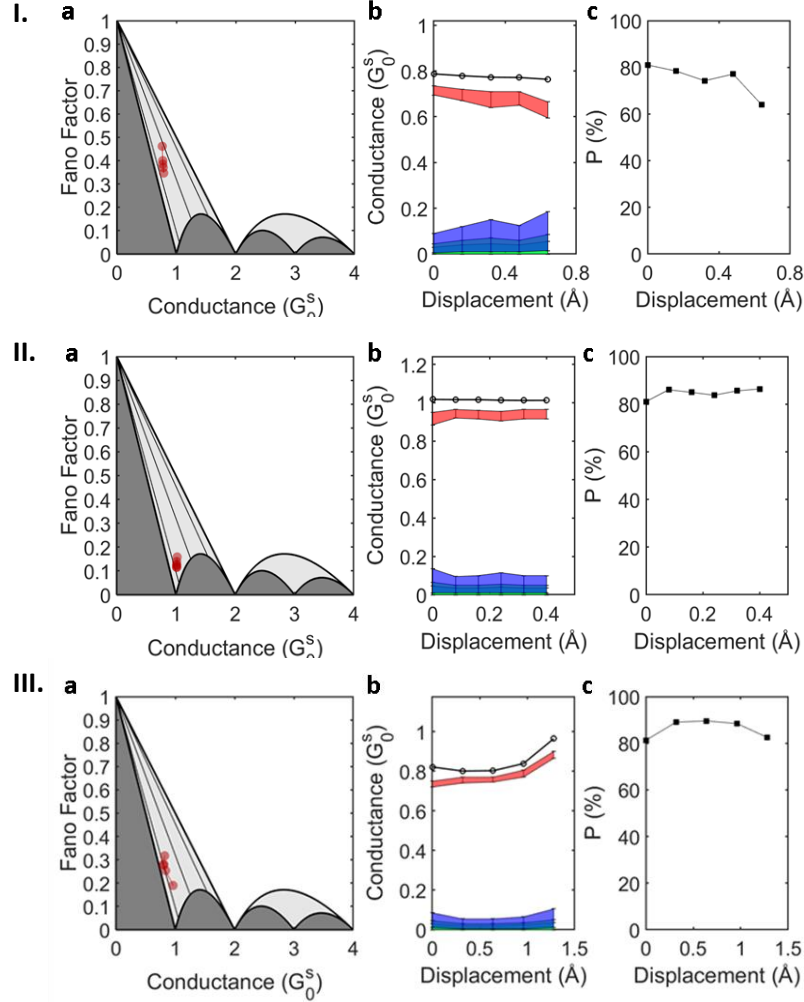 I.
a
b
c
Fano Factor
1
0.9
0.8
0.7
0.6
0.5
0.4
0.3
0.2
0.1
0
0 1 2 3 4
Conductance (G₀ˢ)
Conductance (G₀ˢ)
1
0.8
0.6
0.4
0.2
0
0 0.4 0.8
Displacement (Å)
P (%)
100
80
60
40
20
0
0 0.4 0.8
Displacement (Å)
II.
a
b
c
Fano Factor
1
0.9
0.8
0.7
0.6
0.5
0.4
0.3
0.2
0.1
0
0 1 2 3 4
Conductance (G₀ˢ)
Conductance (G₀ˢ)
1.2
1
0.8
0.6
0.4
0.2
0
0 0.2 0.4
Displacement (Å)
P (%)
100
80
60
40
20
0
0 0.2 0.4
Displacement (Å)
III.
a
b
c
Fano Factor
1
0.9
0.8
0.7
0.6
0.5
0.4
0.3
0.2
0.1
0
0 1 2 3 4
Conductance (G₀ˢ)
Conductance (G₀ˢ)
1
0.8
0.6
0.4
0.2
0
0 0.5 1 1.5
Displacement (Å)
P (%)
100
80
60
40
20
0
0 0.5 1 1.5
Displacement (Å)